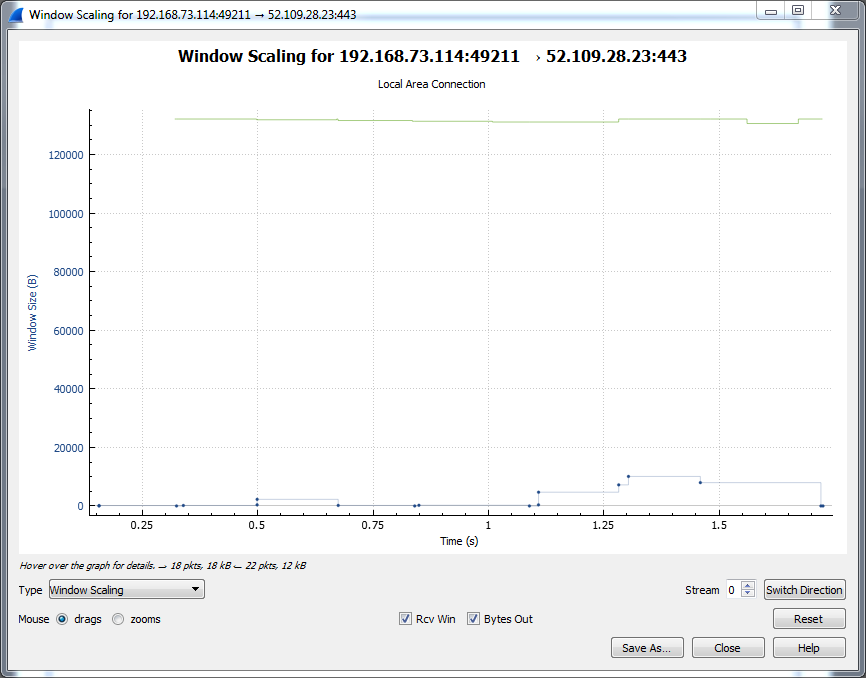 Window Scaling for 192.168.73.114:49211 → 52.109.28.23:443
Window Scaling for 192.168.73.114:49211 → 52.109.28.23:443
Local Area Connection
Window Size (B)
120000
100000
80000
60000
40000
20000
0
0.25 0.5 0.75 1 1.25 1.5
Time (s)
Hover over the graph for details. → 18 pkts, 18 kB ← 22 pkts, 12 kB
Type Window Scaling Stream 0 Switch Direction
Mouse drags zooms Rcv Win Bytes Out Reset
Save As... Close Help